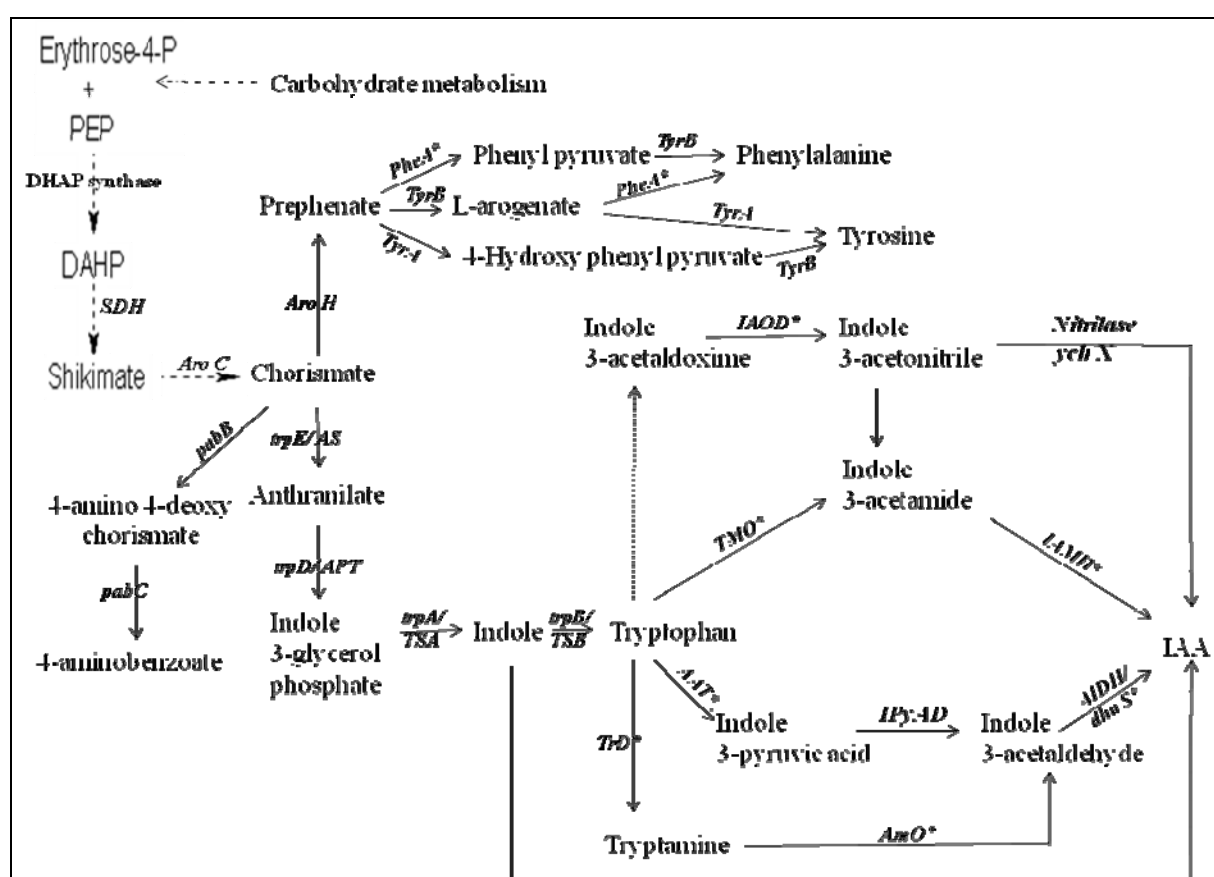 Erythrose-4-P
+
PEP
Carbohydrate metabolism
DHAP synthase
DAHP
SDH
Shikimate
Aro C
Chorismate
Aro H
Prephenate
PheA*
Phenyl pyruvate
TyrB
Phenylalanine
TyrB
L-arogenate
PheA*
TyrA
Tyrosine
TyrA
4-Hydroxy phenyl pyruvate
TyrB
pabB
4-amino 4-deoxy
chorismate
pabC
4-aminobenzoate
trpE/ AS
Anthranilate
trpD/APT
Indole
3-glycerol
phosphate
trpA/
TSA
Indole
trpB/
TSB
Tryptophan
Indole
3-acetaldoxime
IAOD*
Indole
3-acetonitrile
Nitrilase
ych X
Indole
3-acetamide
TMO*
IAMH*
IAA
AAT*
Indole
3-pyruvic acid
IPyAD
Indole
3-acetaldehyde
AIDH/
dha S*
TrD*
Tryptamine
AmO*